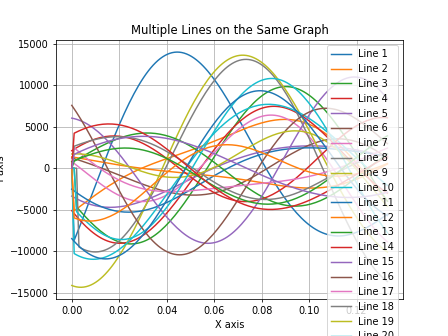 Multiple Lines on the Same Graph
15000
10000
5000
0
−5000
−10000
−15000
0.00
0.02
0.04
0.06
0.08
0.10
X axis
Line 1
Line 2
Line 3
Line 4
Line 5
Line 6
Line 7
Line 8
Line 9
Line 10
Line 11
Line 12
Line 13
Line 14
Line 15
Line 16
Line 17
Line 18
Line 19
Line 20